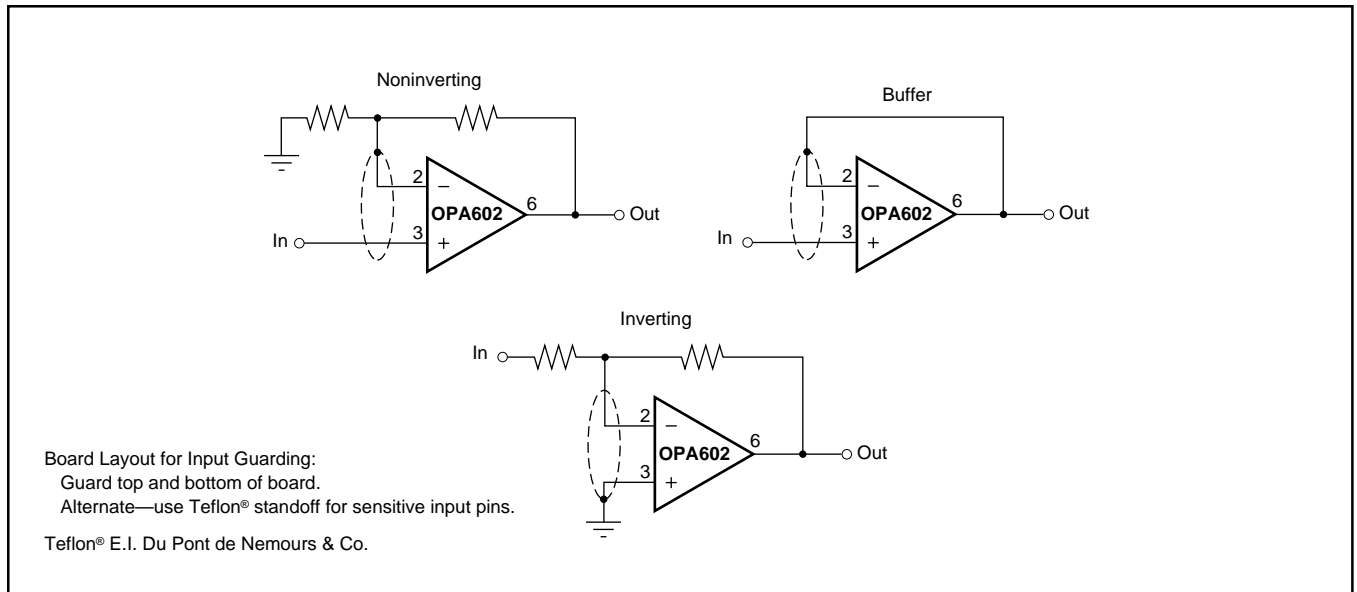 Noninverting
2
−
OPA602
6
Out
In
3
+
Buffer
2
−
OPA602
6
Out
In
3
+
Inverting
In
2
−
OPA602
6
Out
3
+
Board Layout for Input Guarding:
Guard top and bottom of board.
Alternate—use Teflon® standoff for sensitive input pins.
Teflon® E.I. Du Pont de Nemours & Co.